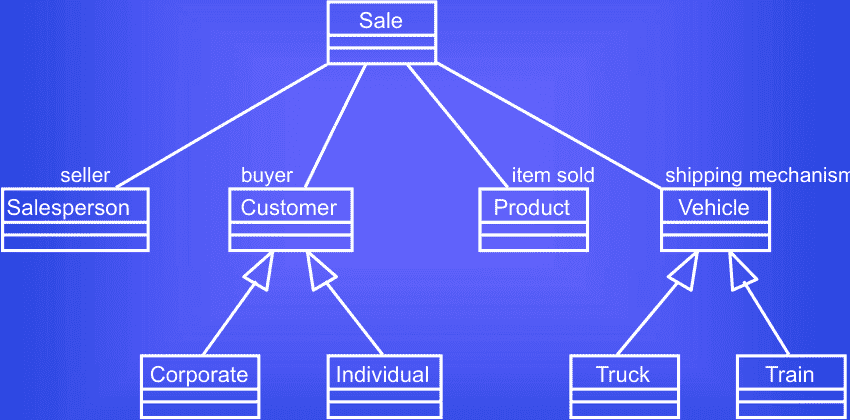 Sale
seller
buyer
item sold
shipping mechanism
Salesperson
Customer
Product
Vehicle
Corporate
Individual
Truck
Train